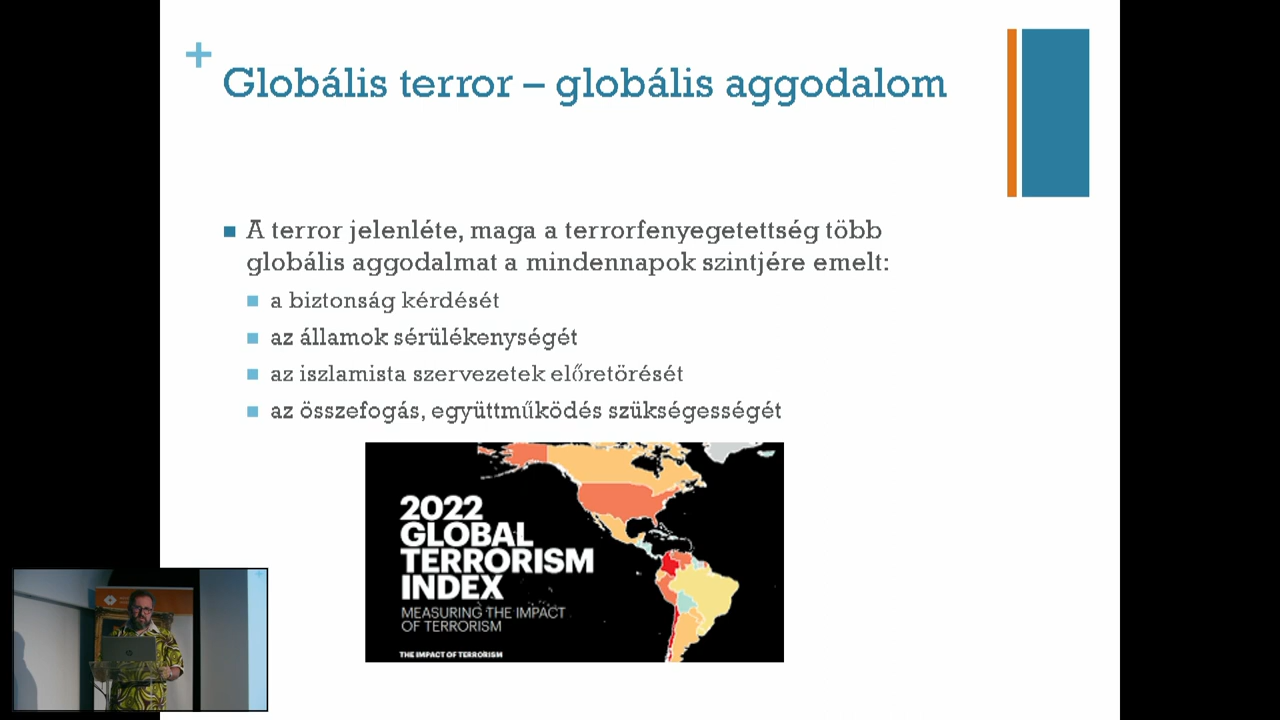 Globális terror – globális aggodalom
A terror jelenléte, maga a terrorfenyegetettség több
globális aggodalmat a mindennapok szintjére emelt:
a biztonság kérdését
az államok sérülékenységét
az iszlamista szervezetek előretörését
az összefogás, együttműködés szükségességét
2022
GLOBAL
TERRORISM
INDEX
MEASURING THE IMPACT
OF TERRORISM
THE IMPACT OF TERRORISM